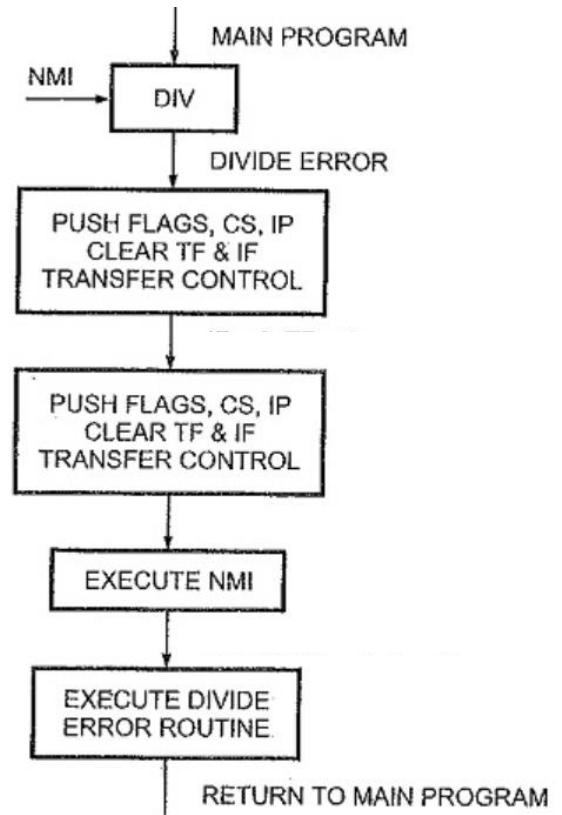 MAIN PROGRAM
NMI
DIV
DIVIDE ERROR
PUSH FLAGS, CS, IP
CLEAR TF & IF
TRANSFER CONTROL
PUSH FLAGS, CS, IP
CLEAR TF & IF
TRANSFER CONTROL
EXECUTE NMI
EXECUTE DIVIDE
ERROR ROUTINE
RETURN TO MAIN PROGRAM